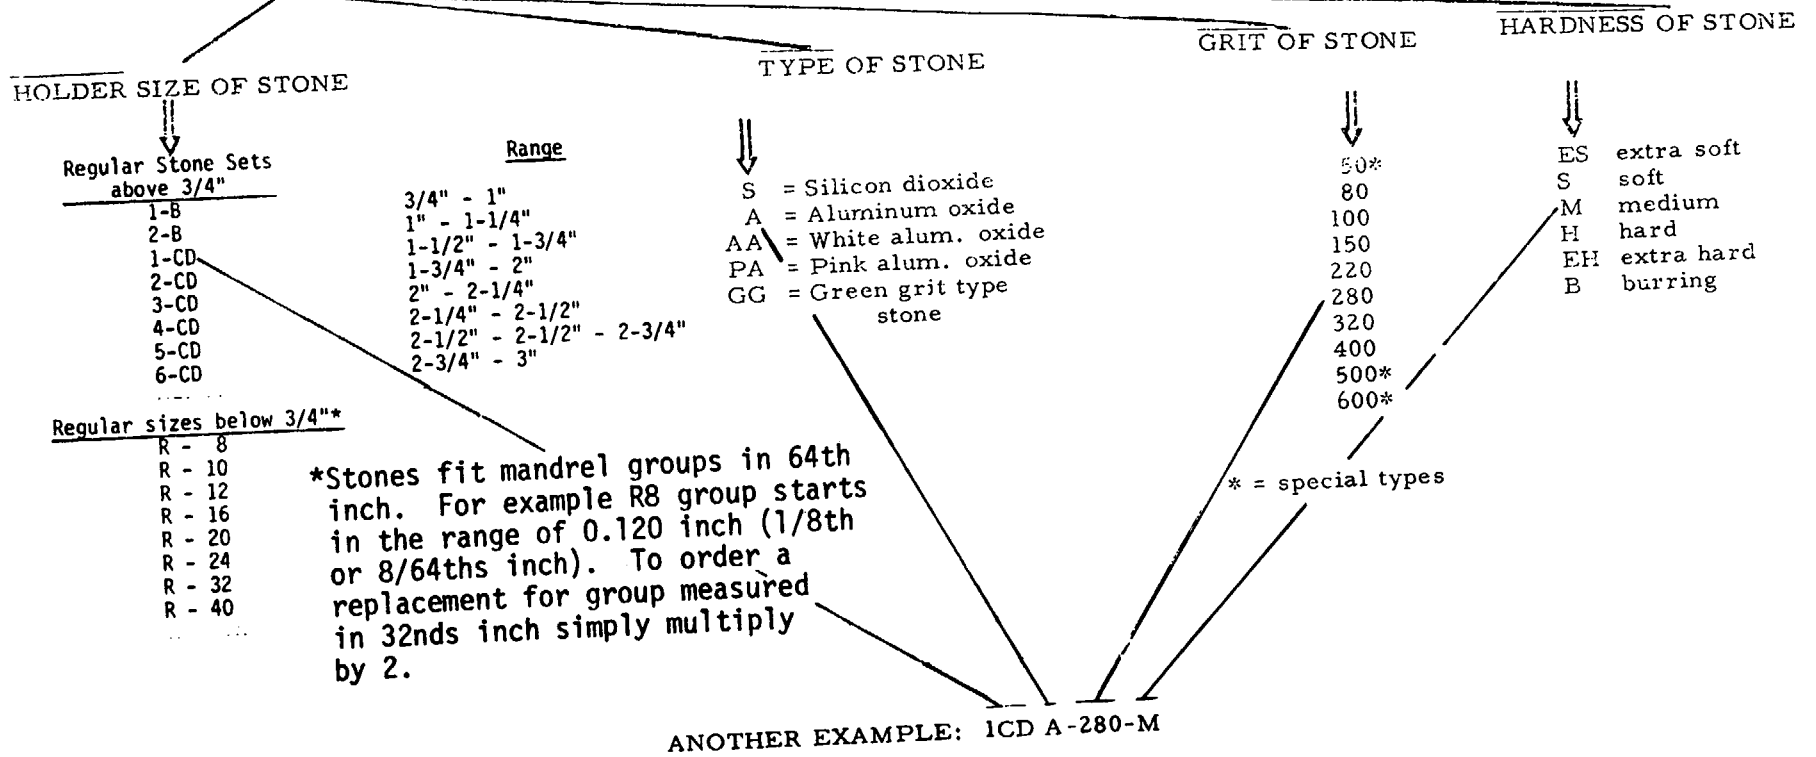 HOLDER SIZE OF STONE
TYPE OF STONE
GRIT OF STONE
HARDNESS OF STONE
Regular Stone Sets
above 3/4"
1-B
2-B
1-CD
2-CD
3-CD
4-CD
5-CD
6-CD
Range
3/4" - 1"
1" - 1-1/4"
1-1/2" - 1-3/4"
1-3/4" - 2"
2" - 2-1/4"
2-1/4" - 2-1/2"
2-1/2" - 2-1/2" - 2-3/4"
2-3/4" - 3"
S = Silicon dioxide
A = Aluminum oxide
AA = White alum. oxide
PA = Pink alum. oxide
GG = Green grit type
stone
50*
80
100
150
220
280
320
400
500*
600*
* = special types
ES extra soft
S soft
M medium
H hard
EH extra hard
B burring
Regular sizes below 3/4"*
R - 8
R - 10
R - 12
R - 16
R - 20
R - 24
R - 32
R - 40
*Stones fit mandrel groups in 64th
inch. For example R8 group starts
in the range of 0.120 inch (1/8th
or 8/64ths inch). To order a
replacement for group measured
in 32nds inch simply multiply
by 2.
ANOTHER EXAMPLE: 1CD A-280-M